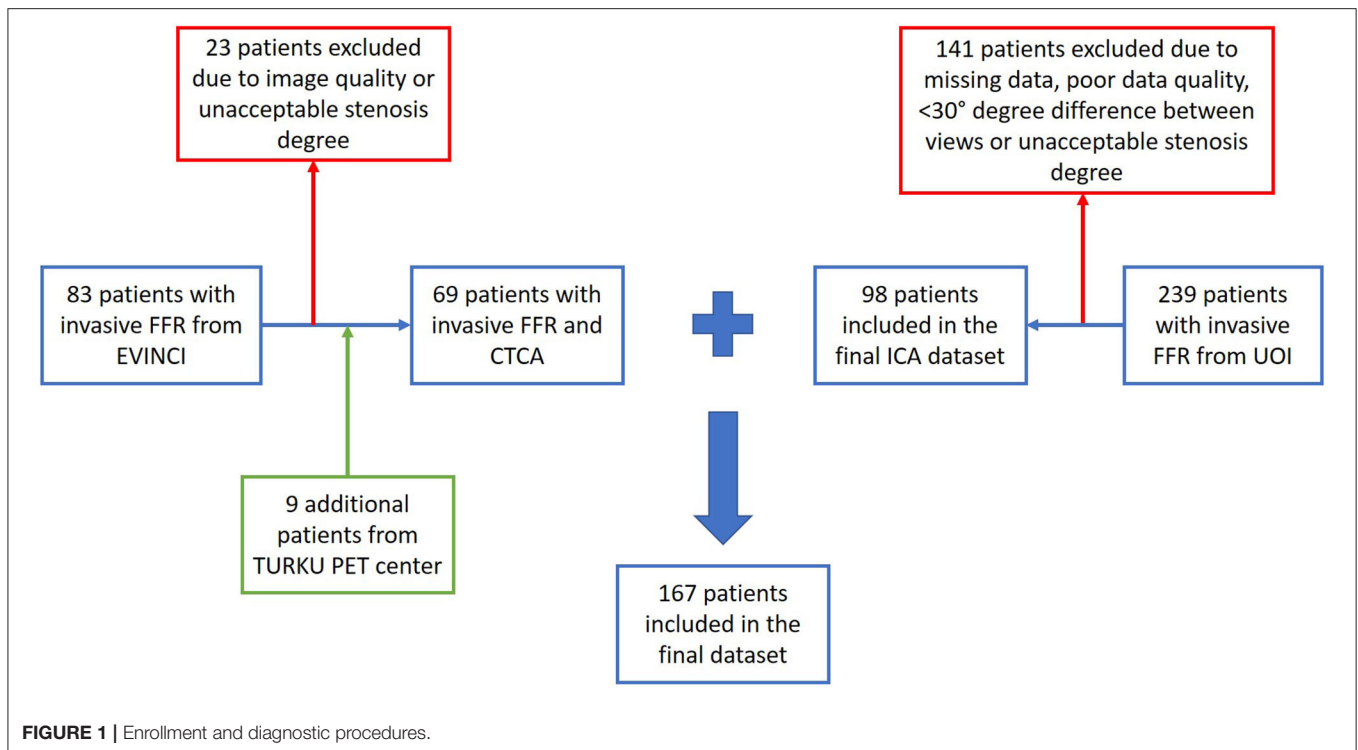 23 patients excluded
due to image quality or
unacceptable stenosis
degree
141 patients excluded due to
missing data, poor data quality,
<30° degree difference between
views or unacceptable stenosis
degree
83 patients with
invasive FFR from
EVINCI
69 patients with
invasive FFR and
CTCA
98 patients
included in the
final ICA dataset
239 patients
with invasive
FFR from UOI
9 additional
patients from
TURKU PET center
167 patients
included in the
final dataset
FIGURE 1 | Enrollment and diagnostic procedures.